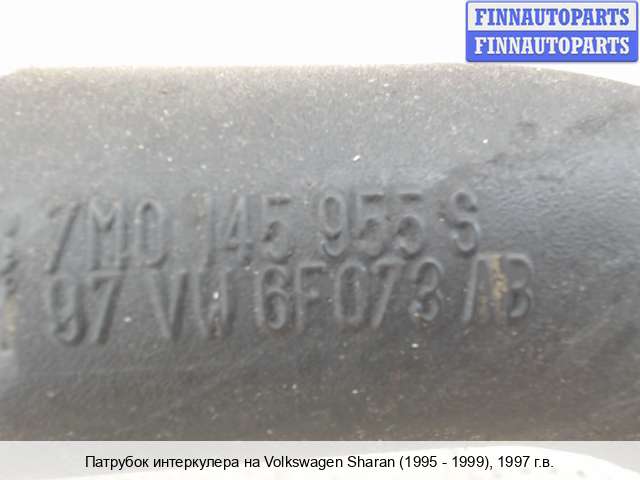 FINNAUTOPARTS
FINNAUTOPARTS
7M0 145 955 S
97 VW 6F073 AB
Патрубок интеркулера на Volkswagen Sharan (1995 - 1999), 1997 г.в.